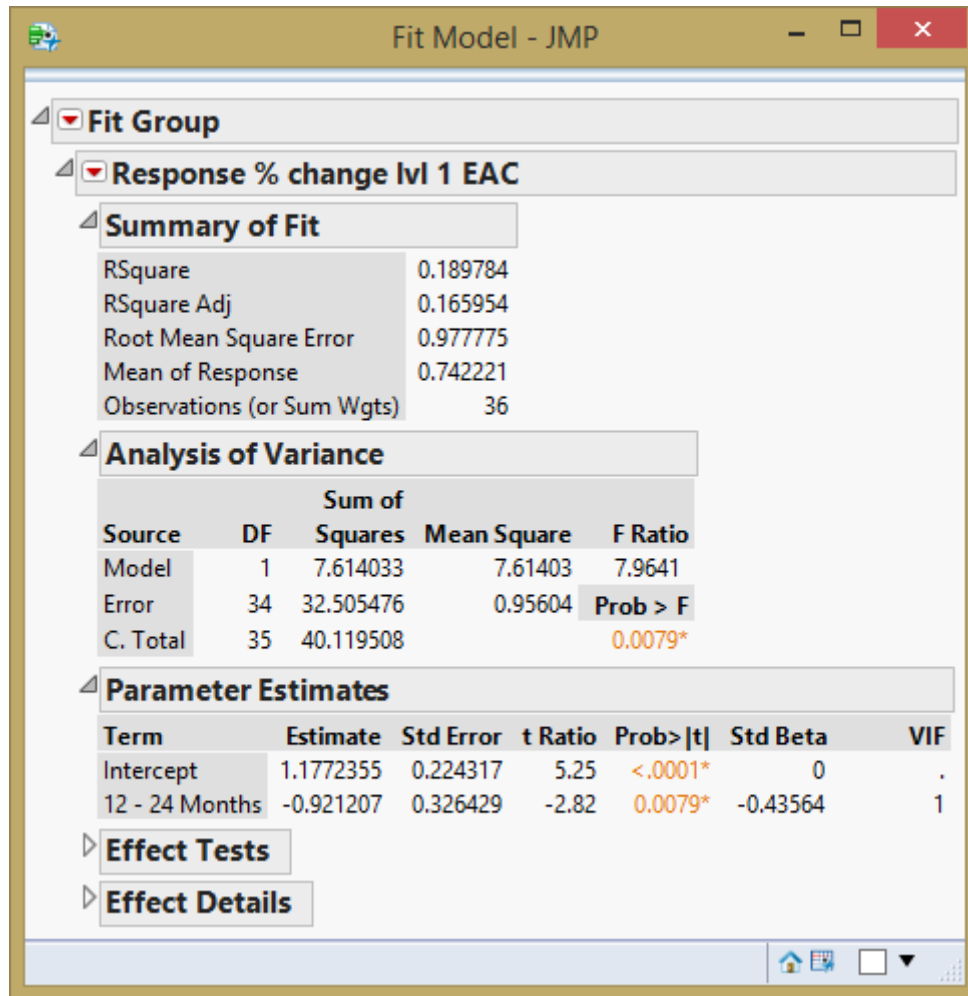 Fit Model - JMP
Fit Group
Response % change lvl 1 EAC
Summary of Fit
RSquare 0.189784
RSquare Adj 0.165954
Root Mean Square Error 0.977775
Mean of Response 0.742221
Observations (or Sum Wgts) 36
Analysis of Variance
Sum of
Source DF Squares Mean Square F Ratio
Model 1 7.614033 7.61403 7.9641
Error 34 32.505476 0.95604 Prob > F
C. Total 35 40.119508 0.0079*
Parameter Estimates
Term Estimate Std Error t Ratio Prob>|t| Std Beta VIF
Intercept 1.1772355 0.224317 5.25 <.0001* 0 .
12 - 24 Months -0.921207 0.326429 -2.82 0.0079* -0.43564 1
Effect Tests
Effect Details